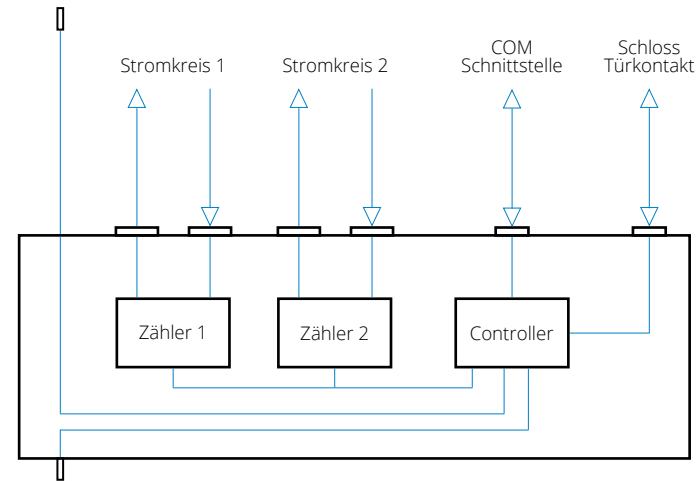 Stromkreis 1
Stromkreis 2
COM
Schnittstelle
Schloss
Türkontakt
Zähler 1
Zähler 2
Controller